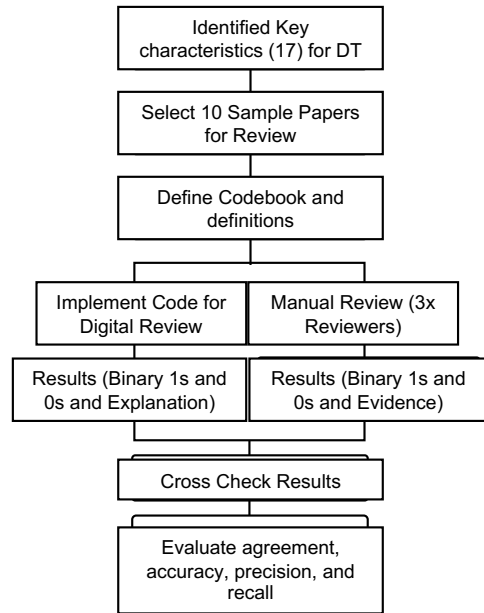 Identified Key
characteristics (17) for DT
Select 10 Sample Papers
for Review
Define Codebook and
definitions
Implement Code for
Digital Review
Manual Review (3x
Reviewers)
Results (Binary 1s and
0s and Explanation)
Results (Binary 1s and
0s and Evidence)
Cross Check Results
Evaluate agreement,
accuracy, precision, and
recall